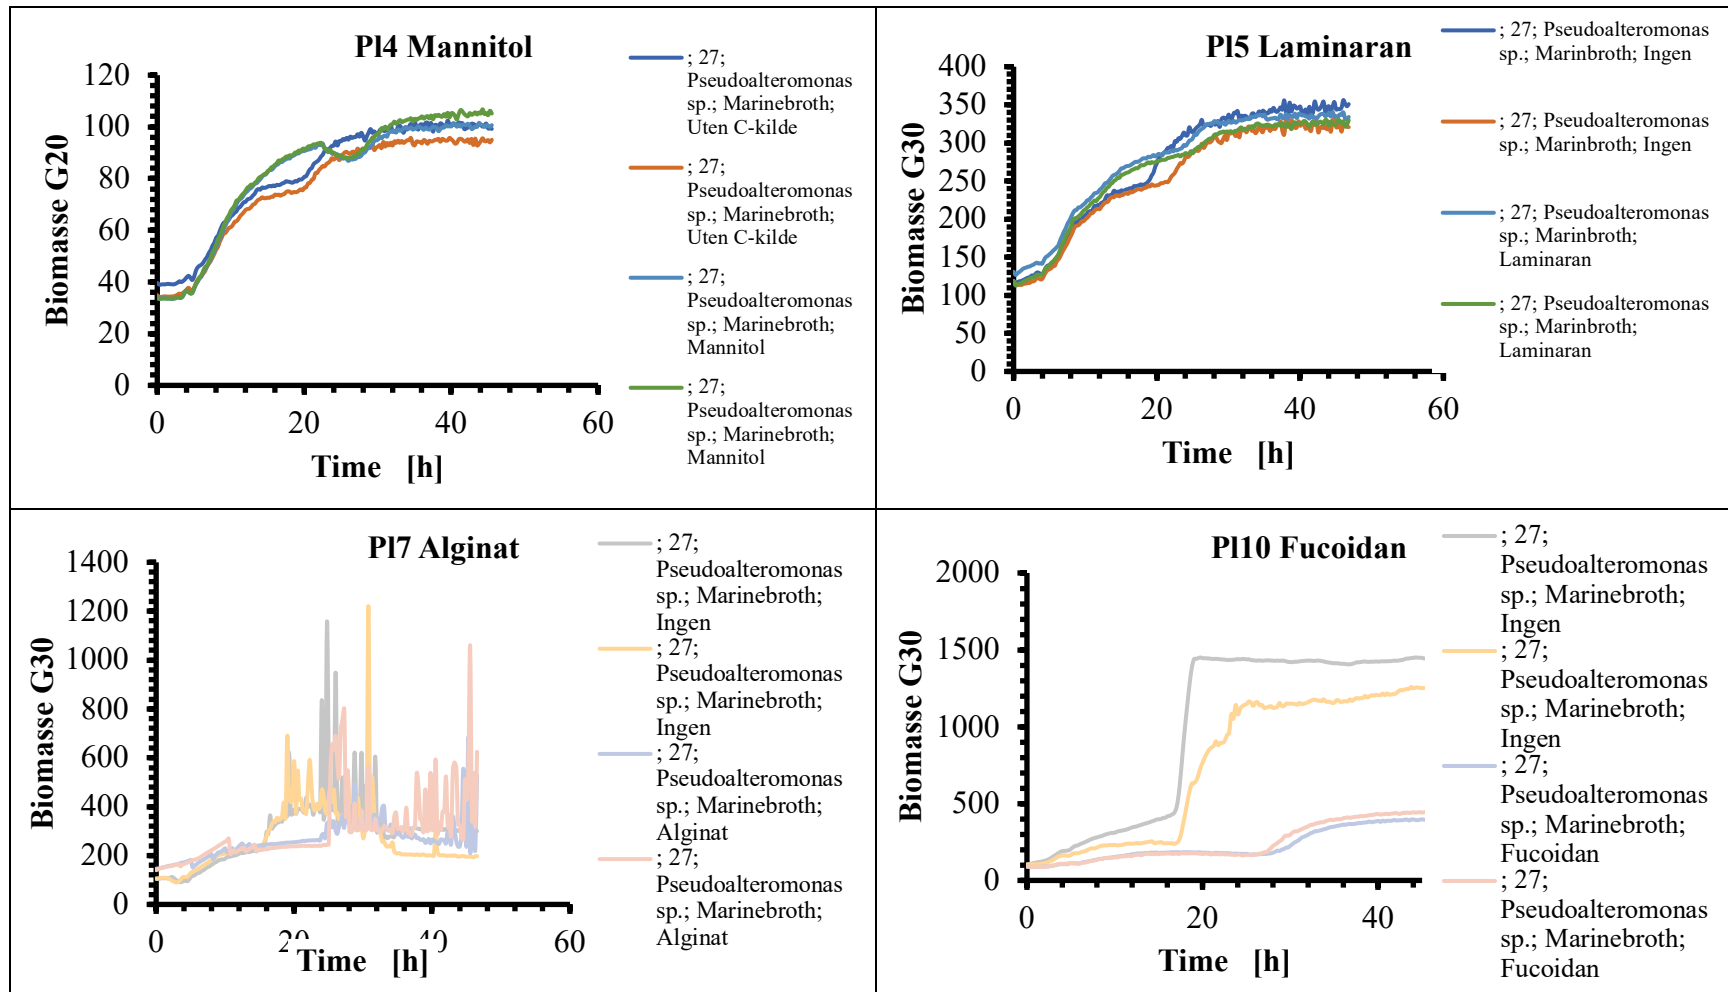 Pl4 Mannitol
Biomasse G20
120
100
80
60
40
20
0
0
20
40
60
Time [h]
; 27;
Pseudoalteromonas
sp.; Marinebroth;
Uten C-kilde
; 27;
Pseudoalteromonas
sp.; Marinebroth;
Uten C-kilde
; 27;
Pseudoalteromonas
sp.; Marinebroth;
Mannitol
; 27;
Pseudoalteromonas
sp.; Marinebroth;
Mannitol
Pl5 Laminaran
Biomasse G30
400
350
300
250
200
150
100
50
0
0
20
40
60
Time [h]
; 27; Pseudoalteromonas
sp.; Marinbroth; Ingen
; 27; Pseudoalteromonas
sp.; Marinbroth; Ingen
; 27; Pseudoalteromonas
sp.; Marinbroth;
Laminaran
; 27; Pseudoalteromonas
sp.; Marinbroth;
Laminaran
Pl7 Alginat
Biomasse G30
1400
1200
1000
800
600
400
200
0
0
20
40
60
Time [h]
; 27;
Pseudoalteromonas
sp.; Marinebroth;
Ingen
; 27;
Pseudoalteromonas
sp.; Marinebroth;
Ingen
; 27;
Pseudoalteromonas
sp.; Marinebroth;
Alginat
; 27;
Pseudoalteromonas
sp.; Marinebroth;
Alginat
Pl10 Fucoidan
Biomasse G30
2000
1500
1000
500
0
0
20
40
Time [h]
; 27;
Pseudoalteromonas
sp.; Marinebroth;
Ingen
; 27;
Pseudoalteromonas
sp.; Marinebroth;
Ingen
; 27;
Pseudoalteromonas
sp.; Marinebroth;
Fucoidan
; 27;
Pseudoalteromonas
sp.; Marinebroth;
Fucoidan